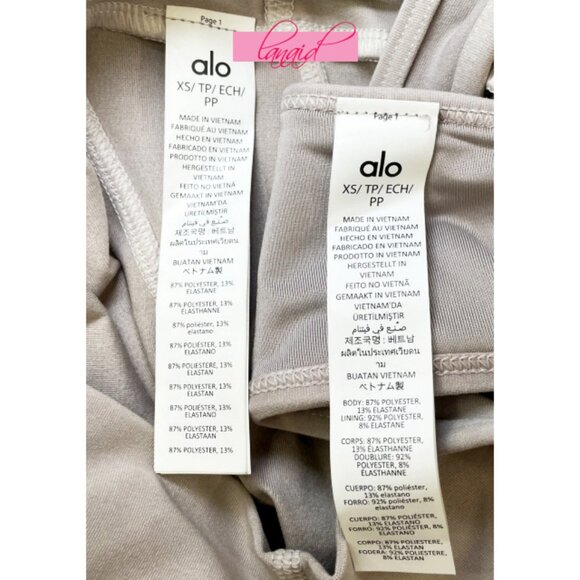 lanaid
Page 1
alo
XS/ TP/ ECH/
PP
MADE IN VIETNAM
FABRIQUÉ AU VIETNAM
HECHO EN VIETNAM
FABRICADO EN VIETNAM
PRODOTTO IN VIETNAM
HERGESTELLT IN
VIETNAM
FEITO NO VIETNÃ
GEMAAKT IN VIETNAM
VIETNAM'DA
ÜRETİLMİŞTİR
صنع في فيتنام
제조국명 : 베트남
ผลิตในประเทศเวียดน
าม
BUATAN VIETNAM
ベトナム製
87% POLYESTER, 13%
ELASTANE
87% POLYESTER, 13%
ÉLASTHANNE
87% poliéster, 13%
elastano
87% POLIÉSTER, 13%
ELASTANO
87% POLIESTERE, 13%
ELASTAN
87% POLYESTER, 13%
ELASTAN
87% POLYESTER, 13%
ELASTAAN
87% POLYESTER, 13%
Page 1
alo
XS/ TP/ ECH/
PP
MADE IN VIETNAM
FABRIQUÉ AU VIETNAM
HECHO EN VIETNAM
FABRICADO EN VIETNAM
PRODOTTO IN VIETNAM
HERGESTELLT IN
VIETNAM
FEITO NO VIETNÃ
GEMAAKT IN VIETNAM
VIETNAM'DA
ÜRETİLMİŞTİR
صنع في فيتنام
제조국명 : 베트남
ผลิตในประเทศเวียดน
าม
BUATAN VIETNAM
ベトナム製
BODY: 87% POLYESTER,
13% ELASTANE
LINING: 92% POLYESTER,
8% ELASTANE
CORPS: 87% POLYESTER,
13% ÉLASTHANNE
DOUBLURE: 92%
POLYESTER, 8%
ÉLASTHANNE
CUERPO: 87% poliéster,
13% elastano
FORRO: 92% poliéster, 8%
elastano
CUERPO: 87% POLIÉSTER,
13% ELASTANO
FORRO: 92% POLIÉSTER,
8% ELASTANO
CORPO: 87% POLIESTERE,
13% ELASTAN
FODERA: 92% POLIESTERE,
8% ELASTAN